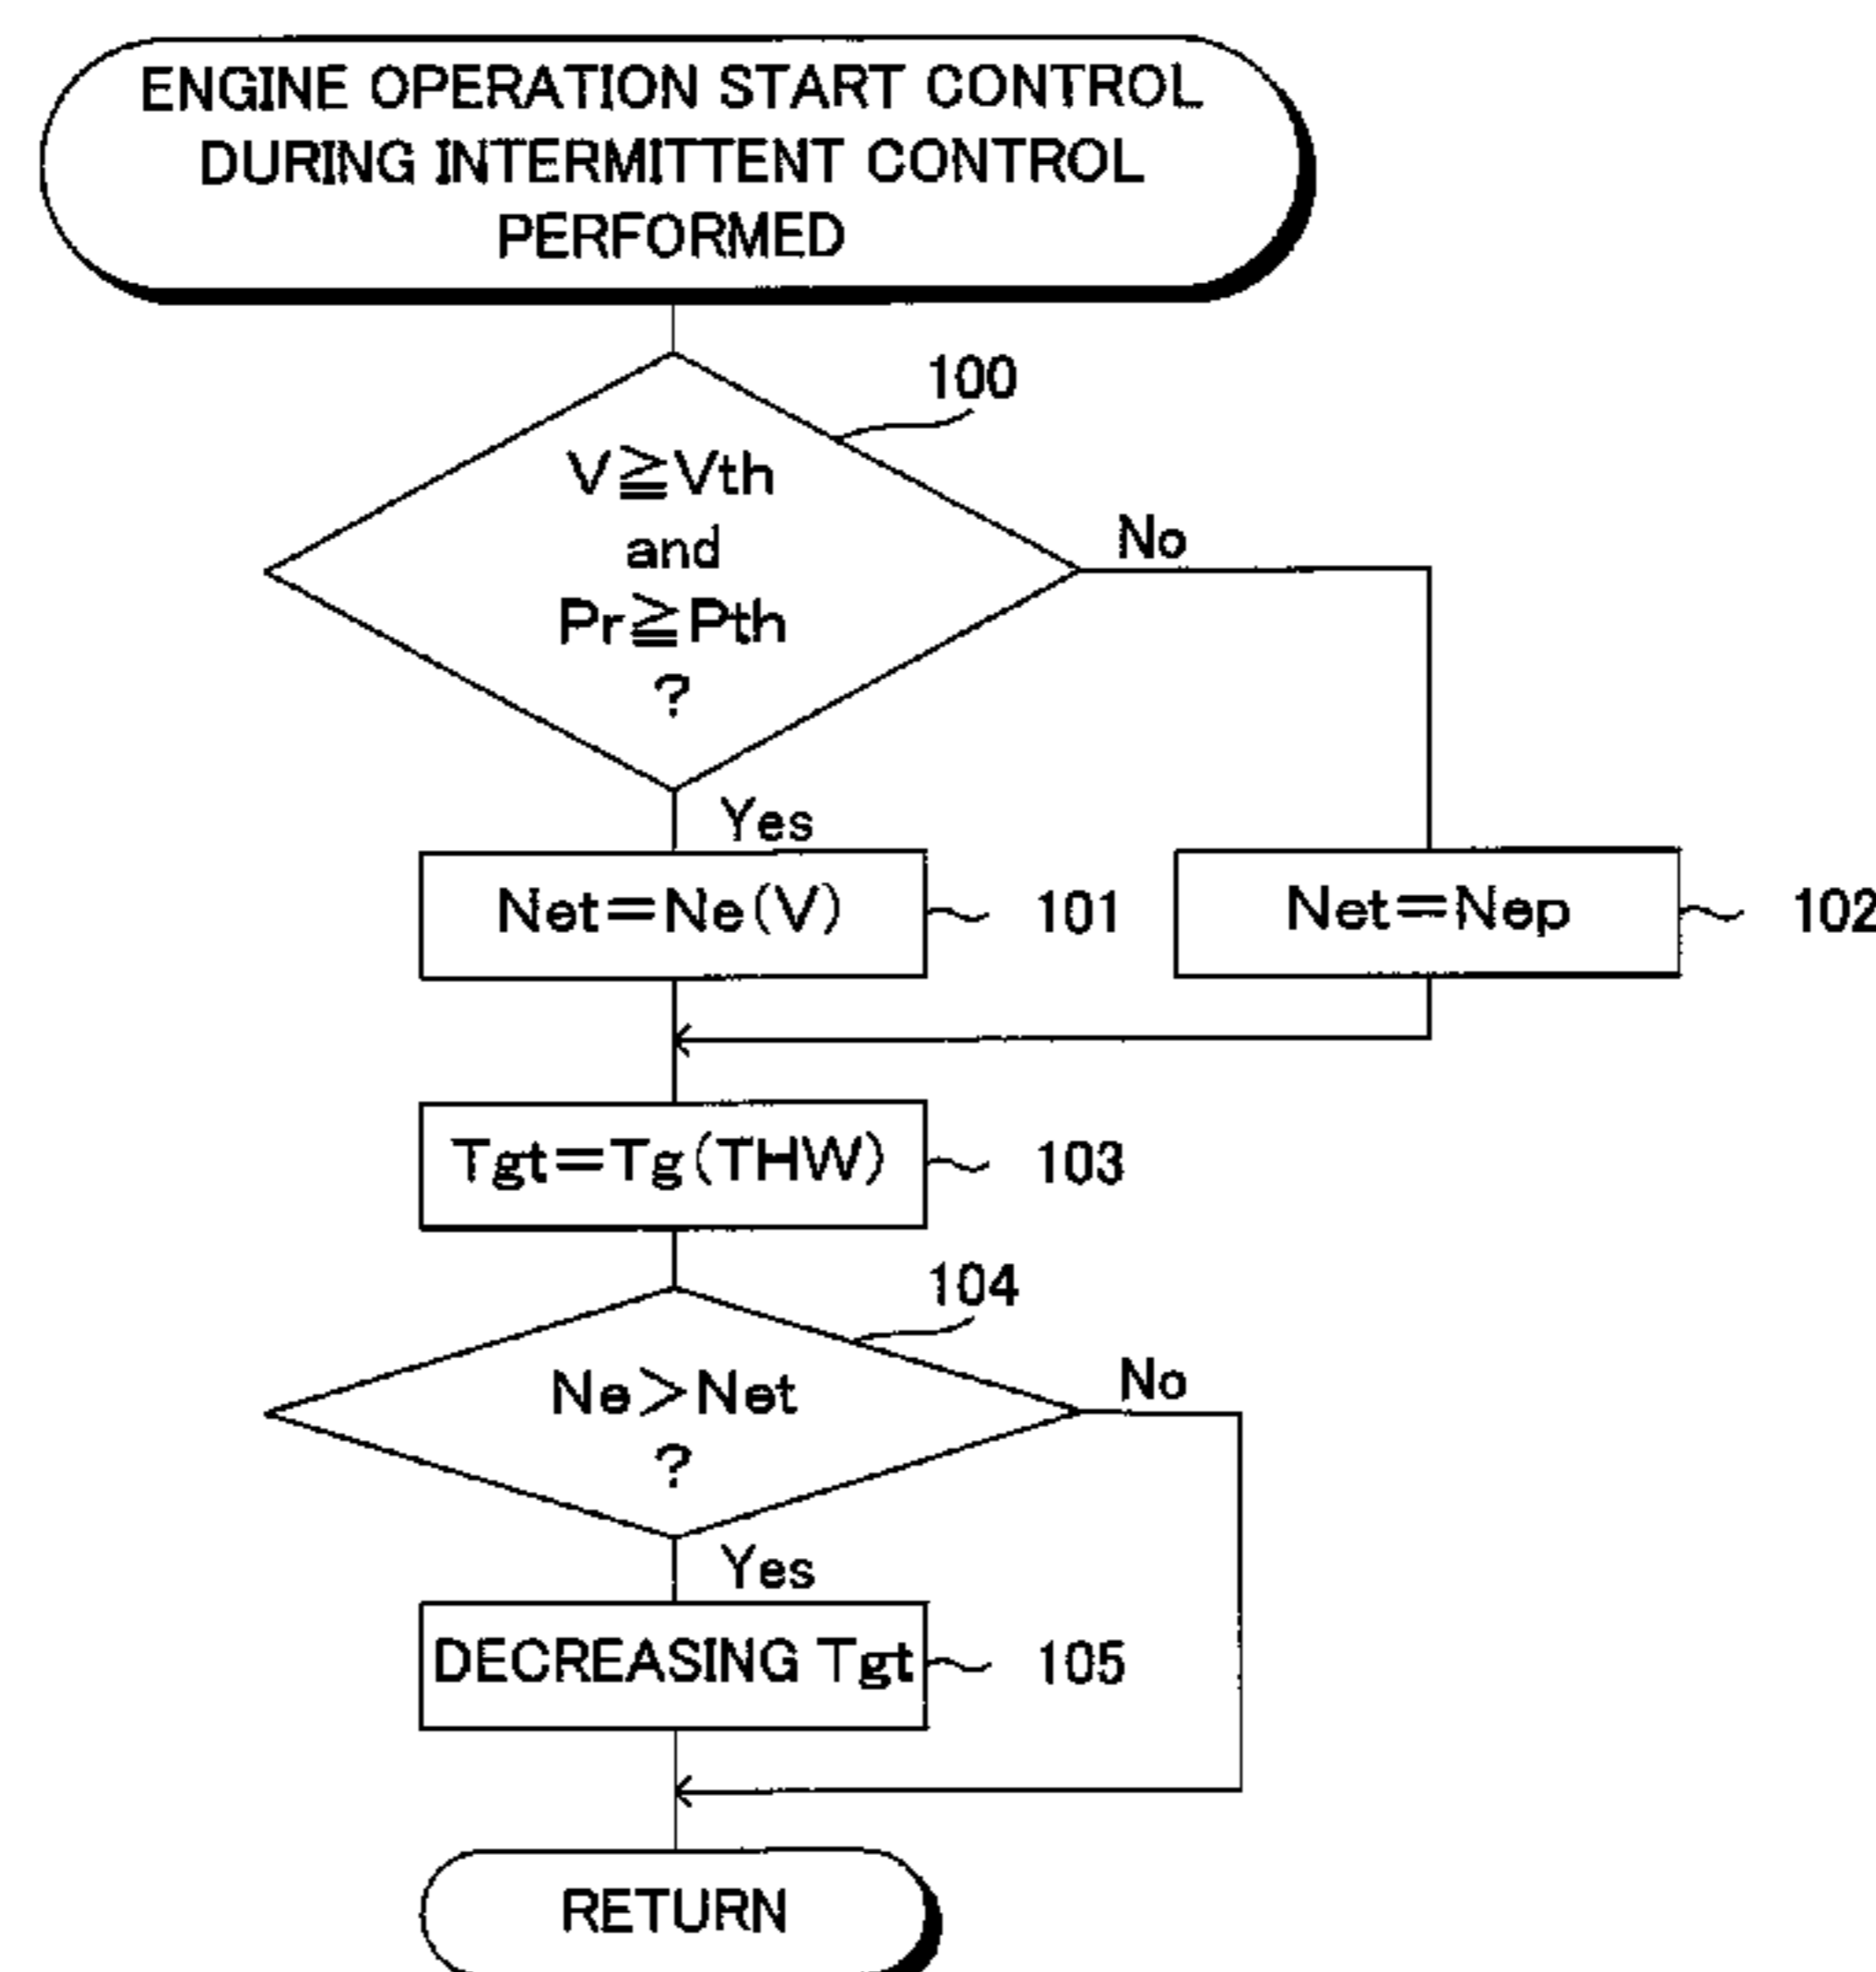 ENGINE OPERATION START CONTROL
DURING INTERMITTENT CONTROL
PERFORMED
100
V≧Vth
and
Pr≧Pth
?
No
Yes
Net=Ne(V)
101
Net=Nep
102
Tgt=Tg(THW)
103
104
Ne>Net
?
No
Yes
DECREASING Tgt
105
RETURN